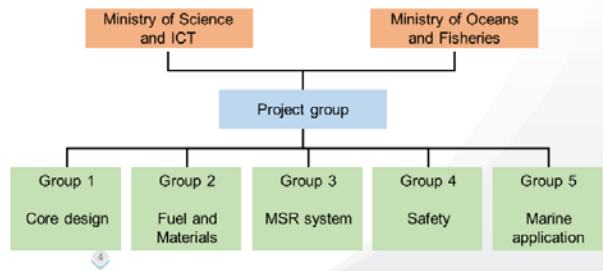 Ministry of Science
and ICT
Ministry of Oceans
and Fisheries
Project group
Group 1
Core design
Group 2
Fuel and
Materials
Group 3
MSR system
Group 4
Safety
Group 5
Marine
application
4